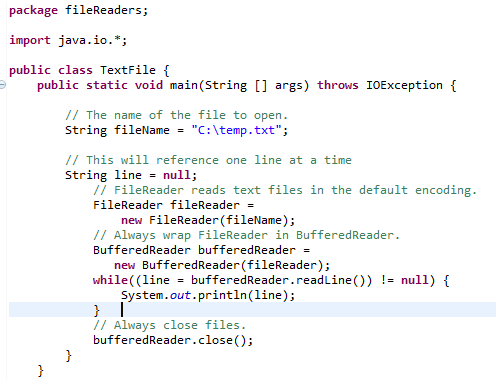 package fileReaders;
import java.io.*;
public class TextFile {
public static void main(String [] args) throws IOException {
// The name of the file to open.
String fileName = "C:\temp.txt";
// This will reference one line at a time
String line = null;
// FileReader reads text files in the default encoding.
FileReader fileReader =
new FileReader(fileName);
// Always wrap FileReader in BufferedReader.
BufferedReader bufferedReader =
new BufferedReader(fileReader);
while((line = bufferedReader.readLine()) != null) {
System.out.println(line);
}
// Always close files.
bufferedReader.close();
}
}